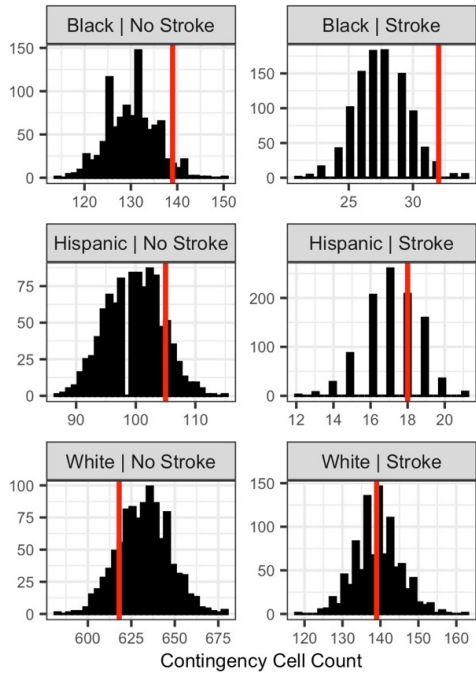 Black | No Stroke
Black | Stroke
150
100
50
0
120 130 140 150
150
100
50
0
25 30
Hispanic | No Stroke
Hispanic | Stroke
75
50
25
0
90 100 110
200
100
0
12 14 16 18 20
White | No Stroke
White | Stroke
100
75
50
25
0
600 625 650 675
150
100
50
0
120 130 140 150 160
Contingency Cell Count